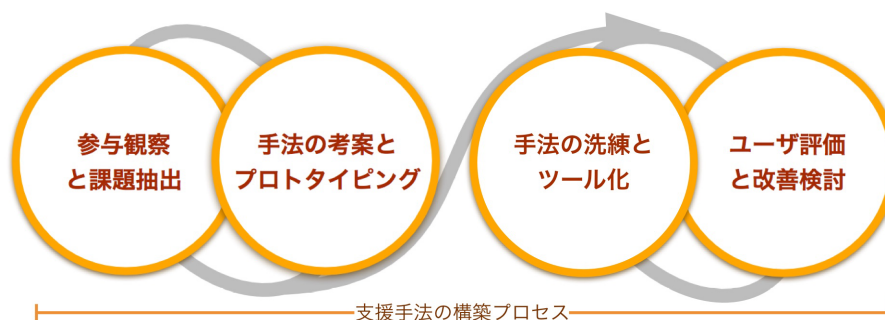 参与観察
と課題抽出
手法の考案と
プロトタイピング
手法の洗練と
ツール化
ユーザ評価
と改善検討
支援手法の構築プロセス